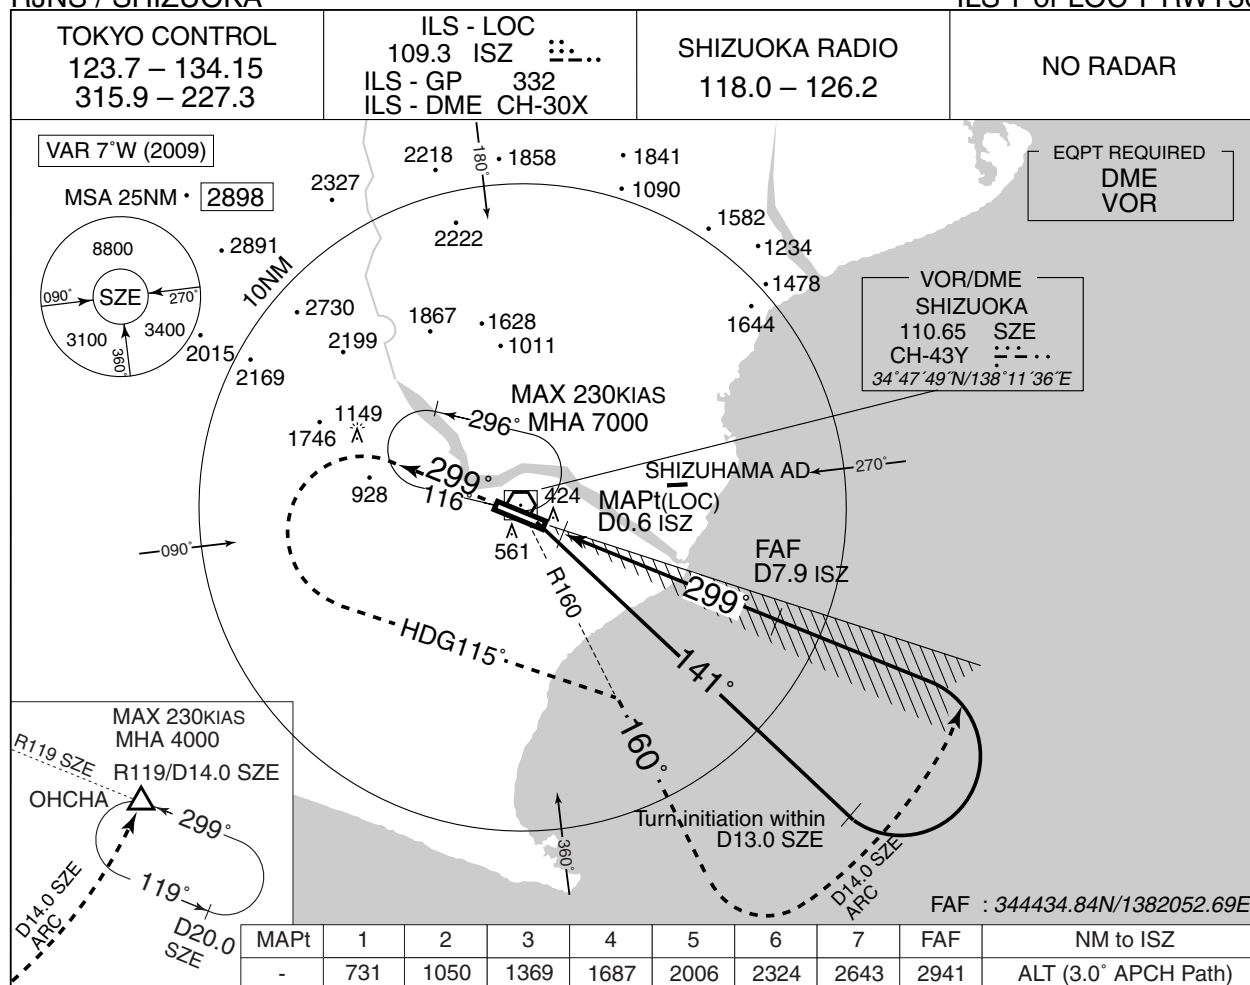 RJNS / SHIZUOKA
TOKYO CONTROL
123.7 – 134.15
315.9 – 227.3
ILS - LOC
109.3 ISZ
ILS - GP 332
ILS - DME CH-30X
SHIZUOKA RADIO
118.0 – 126.2
NO RADAR
VAR 7˚W (2009)
MSA 25NM
2898
8800
090˚
SZE
270˚
3100
3400
360˚
10NM
2218
180˚
1858
1841
2327
1090
2222
1582
1234
2891
1478
2730
1867
1628
1644
2199
1011
2015
2169
EQPT REQUIRED
DME
VOR
VOR/DME
SHIZUOKA
110.65 SZE
CH-43Y
34˚47´49˝N/138˚11´36˝E
MAX 230KIAS
MHA 7000
296˚
1149
1746
299˚
116˚
928
SHIZUHAMA AD
270˚
424
MAPt(LOC)
D0.6 ISZ
561
090˚
FAF
D7.9 ISZ
299˚
R160
HDG115˚
141˚
160˚
Turn initiation within
D13.0 SZE
360˚
D14.0 SZE
ARC
MAX 230KIAS
MHA 4000
R119 SZE
R119/D14.0 SZE
OHCHA
299˚
119˚
D14.0 SZE
ARC
D20.0
SZE
FAF : 344434.84N/1382052.69E
MAPt 1 2 3 4 5 6 7 FAF NM to ISZ
- 731 1050 1369 1687 2006 2324 2643 2941 ALT (3.0˚ APCH Path)